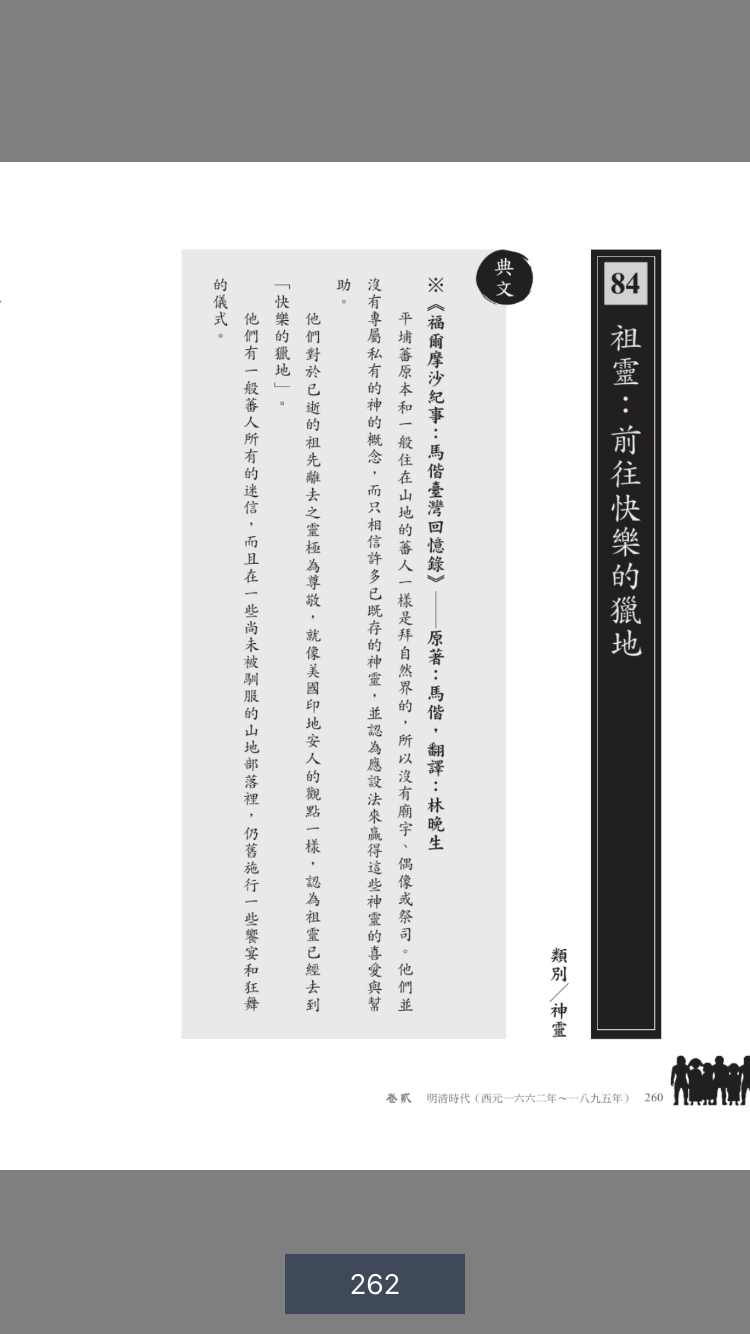 84
祖靈：前往快樂的獵地
類別／神靈
典文
※《福爾摩沙紀事：馬偕臺灣回憶錄》——原著：馬偕，翻譯：林晚生
平埔蕃原本和一般住在山地的蕃人一樣是拜自然界的，所以沒有廟宇、偶像或祭司。他們並
沒有專屬私有的神的概念，而只相信許多已既存的神靈，並認為應設法來贏得這些神靈的喜愛與幫
助。
他們對於已逝的祖先離去之靈極為尊敬，就像美國印地安人的觀點一樣，認為祖靈已經去到
「快樂的獵地」。
他們有一般蕃人所有的迷信，而且在一些尚未被馴服的山地部落裡，仍舊施行一些饗宴和狂舞
的儀式。
卷貳 明清時代（西元一六六二年～一八九五年） 260
262